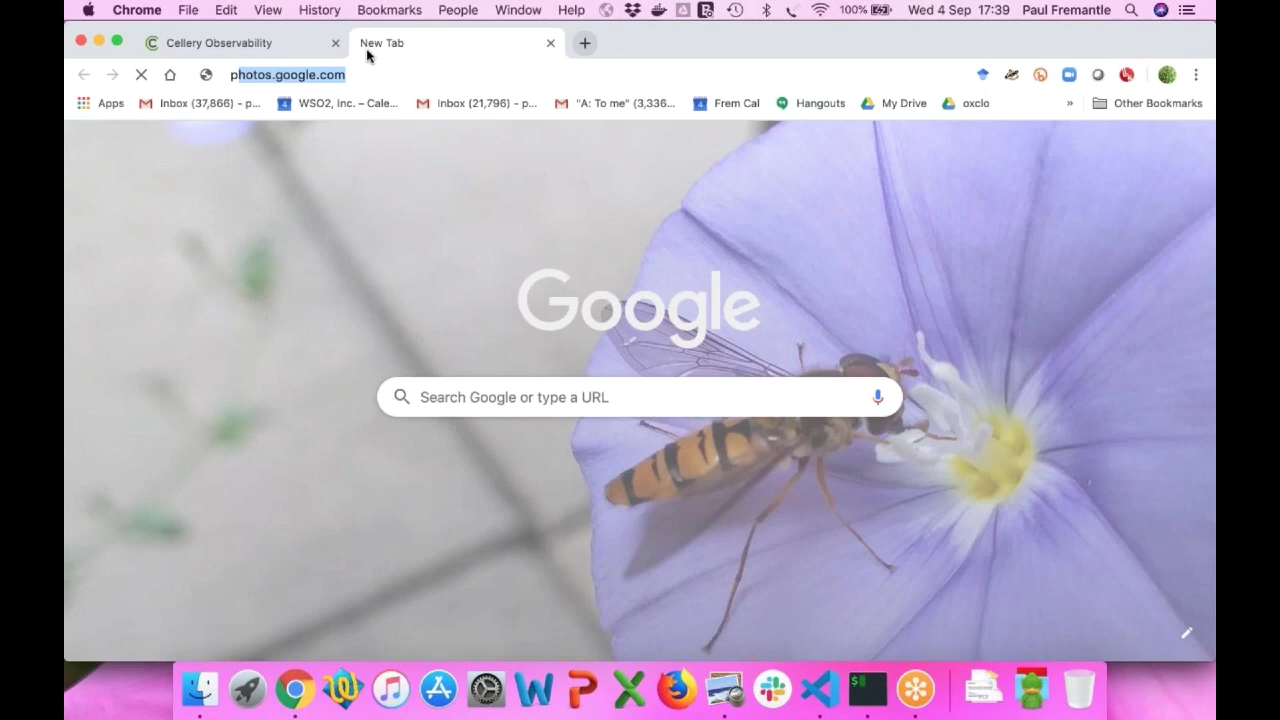 Chrome File Edit View History Bookmarks People Window Help 100% Wed 4 Sep 17:39 Paul Fremantle
Cellery Observability New Tab
photos.google.com
Apps Inbox (37,866) - p... WSO2, Inc. – Cale... Inbox (21,796) - p... "A: To me" (3,336... Frem Cal Hangouts My Drive oxclo » Other Bookmarks
Google
Search Google or type a URL